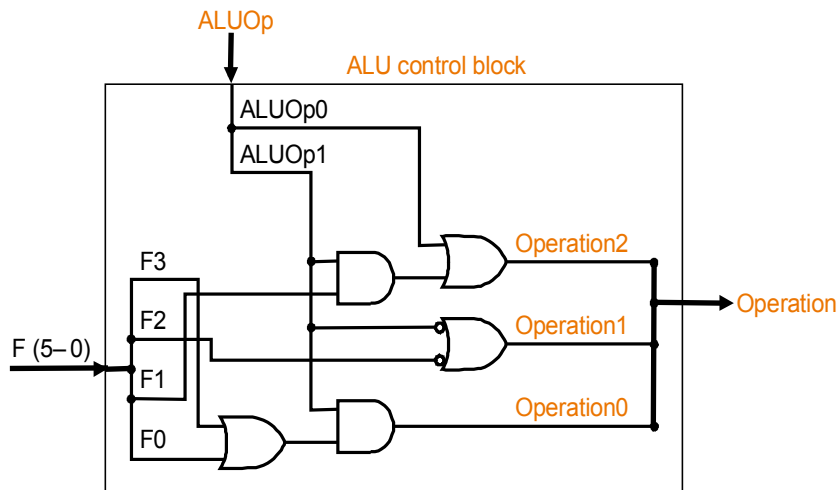 ALUOp
ALU control block
ALUOp0
ALUOp1
Operation2
F3
Operation
F2
Operation1
F (5–0)
F1
Operation0
F0